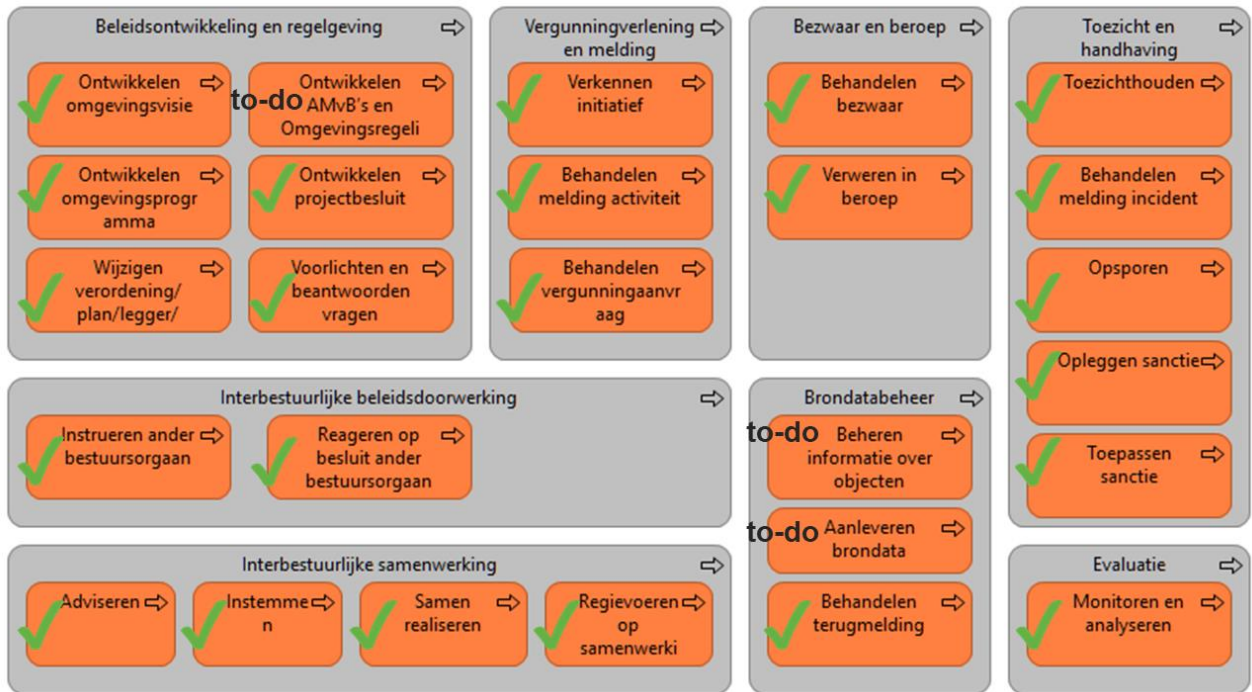 Beleidsontwikkeling en regelgeving
Ontwikkelen
omgevingsvisie
to-do
Ontwikkelen
AMvB's en
Omgevingsregeli
Ontwikkelen
omgevingsprogr
amma
Ontwikkelen
projectbesluit
Wijzigen
verordening/
plan/legger/
Voorlichten en
beantwoorden
vragen
Vergunningverlening
en melding
Verkennen
initiatief
Behandelen
melding activiteit
Behandelen
vergunningaanvr
aag
Bezwaar en beroep
Behandelen
bezwaar
Verweren in
beroep
Toezicht en
handhaving
Toezichthouden
Behandelen
melding incident
Opsporen
Opleggen sanctie
Toepassen
sanctie
Interbestuurlijke beleidsdoorwerking
Instrueren ander
bestuursorgaan
Reageren op
besluit ander
bestuursorgaan
Brondatabeheer
to-do
Beheren
informatie over
objecten
to-do
Aanleveren
brondata
Behandelen
terugmelding
Interbestuurlijke samenwerking
Adviseren
Instemme
n
Samen
realiseren
Regievoeren
op
samenwerki
Evaluatie
Monitoren en
analyseren